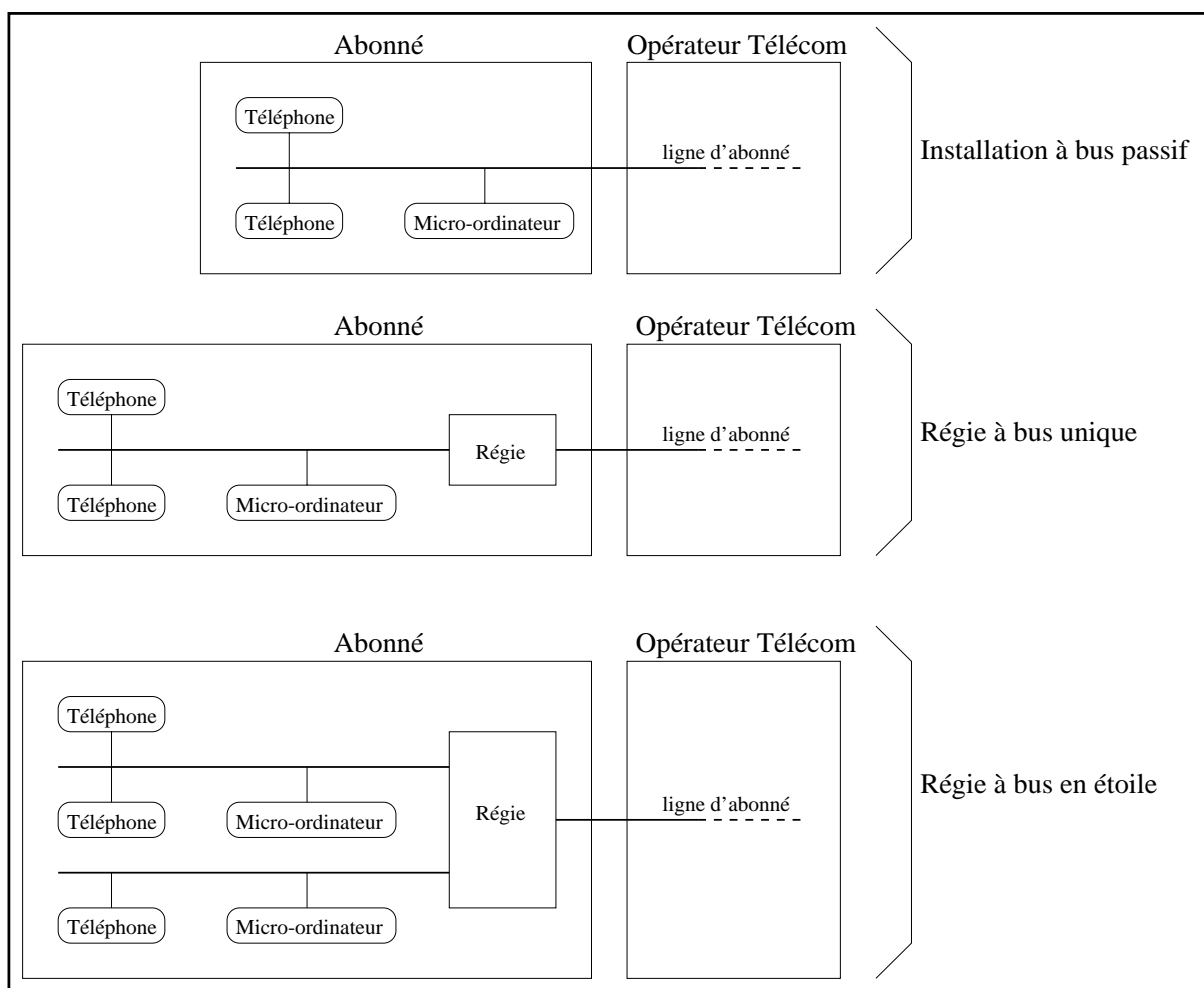 Abonné
Opérateur Télécom
Téléphone
ligne d'abonné
Installation à bus passif
Téléphone
Micro-ordinateur
Abonné
Opérateur Télécom
Téléphone
ligne d'abonné
Régie à bus unique
Régie
Téléphone
Micro-ordinateur
Abonné
Opérateur Télécom
Téléphone
Régie à bus en étoile
ligne d'abonné
Régie
Téléphone
Micro-ordinateur
Téléphone
Micro-ordinateur